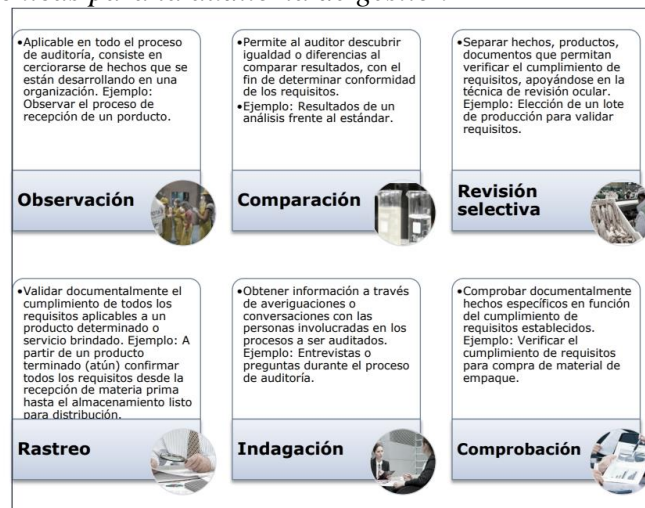 •Aplicable en todo el proceso
de auditoría, consiste en
cerciorarse de hechos que se
están desarrollando en una
organización. Ejemplo:
Observar el proceso de
recepción de un porducto.
Observación
•Permite al auditor descubrir
igualdad o diferencias al
comparar resultados, con el
fin de determinar conformidad
de los requisitos.
•Ejemplo: Resultados de un
análisis frente al estándar.
Comparación
•Separar hechos, productos,
documentos que permitan
verificar el cumplimiento de
requisitos, apoyándose en la
técnica de revisión ocular.
Ejemplo: Elección de un lote
de producción para validar
requisitos.
Revisión
selectiva
•Validar documentalmente el
cumplimiento de todos los
requisitos aplicables a un
producto determinado o
servicio brindado. Ejemplo: A
partir de un producto
terminado (atún) confirmar
todos los requisitos desde la
recepción de materia prima
hasta el almacenamiento listo
para distribución.
Rastreo
•Obtener información a través
de averiguaciones o
conversaciones con las
personas involucradas en los
procesos a ser auditados.
Ejemplo: Entrevistas o
preguntas durante el proceso
de auditoría.
Indagación
•Comprobar documentalmente
hechos específicos en función
del cumplimiento de
requisitos establecidos.
Ejemplo: Verificar el
cumplimiento de requisitos
para compra de material de
empaque.
Comprobación